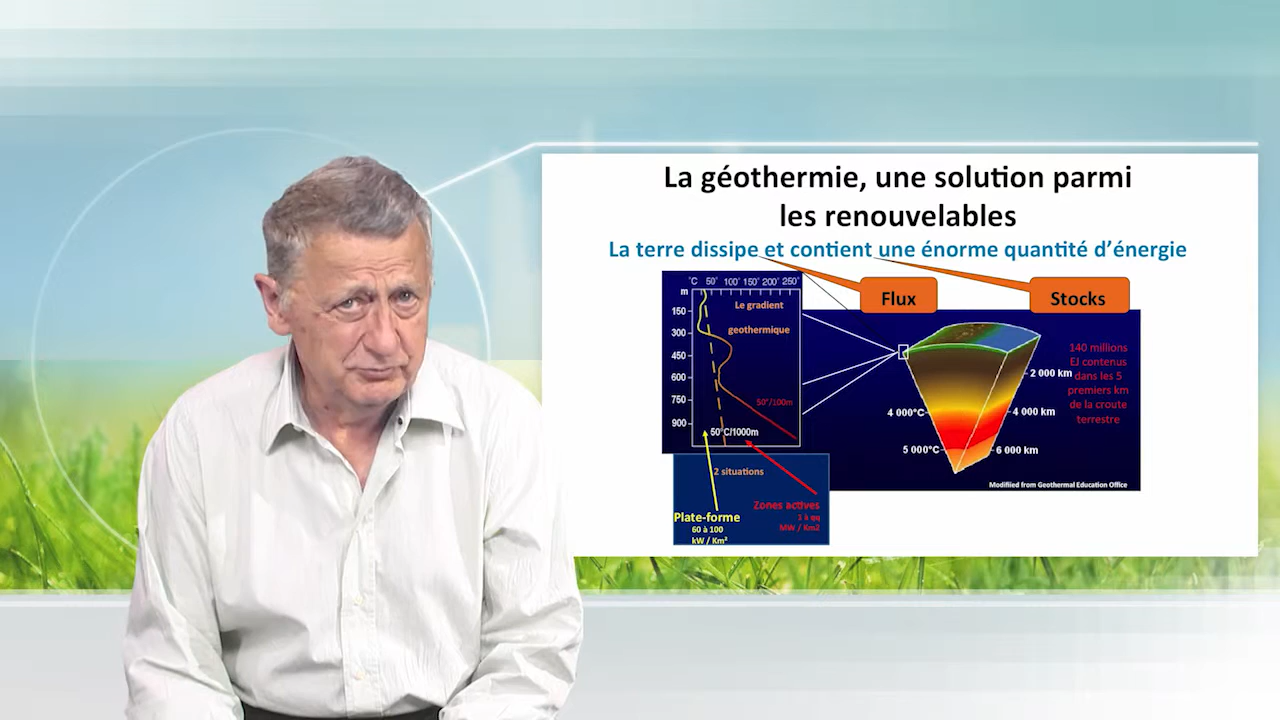 La géothermie, une solution parmi
les renouvelables
La terre dissipe et contient une énorme quantité d'énergie
Flux
Stocks
°C 50° 100° 150° 200° 250°
m
150
300
450
600
750
900
Le gradient
geothermique
50°/100m
50°C/1000m
2 situations
Plate-forme
60 à 100
kW / Km²
Zones actives
1 à qq
MW / Km2
4 000°C
5 000°C
2 000 km
4 000 km
6 000 km
140 millions
EJ contenus
dans les 5
premiers km
de la croute
terrestre
Modifiied from Geothermal Education Office